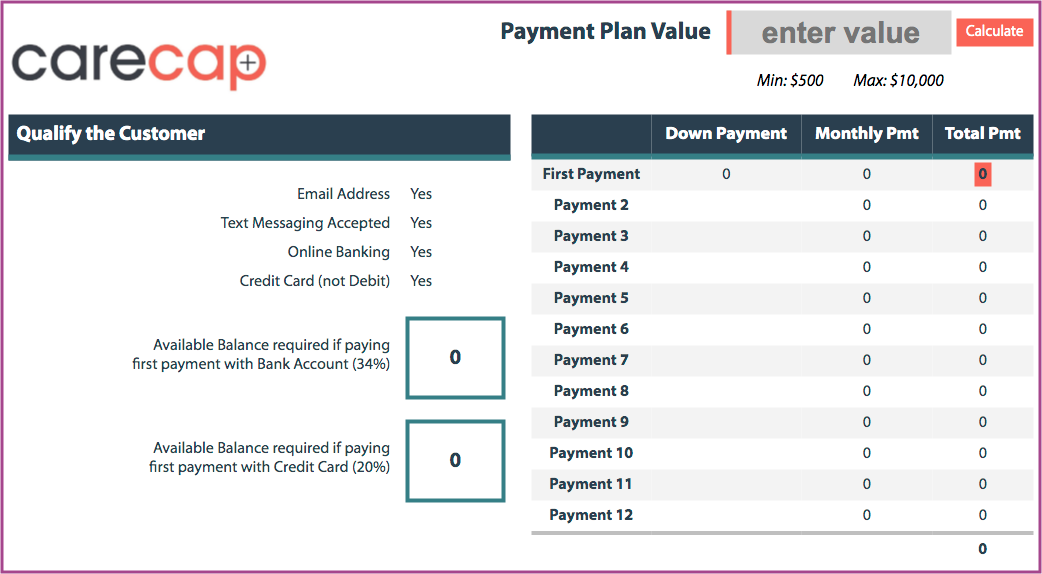 carecap+
Payment Plan Value
enter value
Calculate
Min: $500 Max: $10,000
Qualify the Customer
Email Address Yes
Text Messaging Accepted Yes
Online Banking Yes
Credit Card (not Debit) Yes
Available Balance required if paying
first payment with Bank Account (34%)
0
Available Balance required if paying
first payment with Credit Card (20%)
0
Down Payment Monthly Pmt Total Pmt
First Payment 0 0 0
Payment 2 0 0
Payment 3 0 0
Payment 4 0 0
Payment 5 0 0
Payment 6 0 0
Payment 7 0 0
Payment 8 0 0
Payment 9 0 0
Payment 10 0 0
Payment 11 0 0
Payment 12 0 0
0